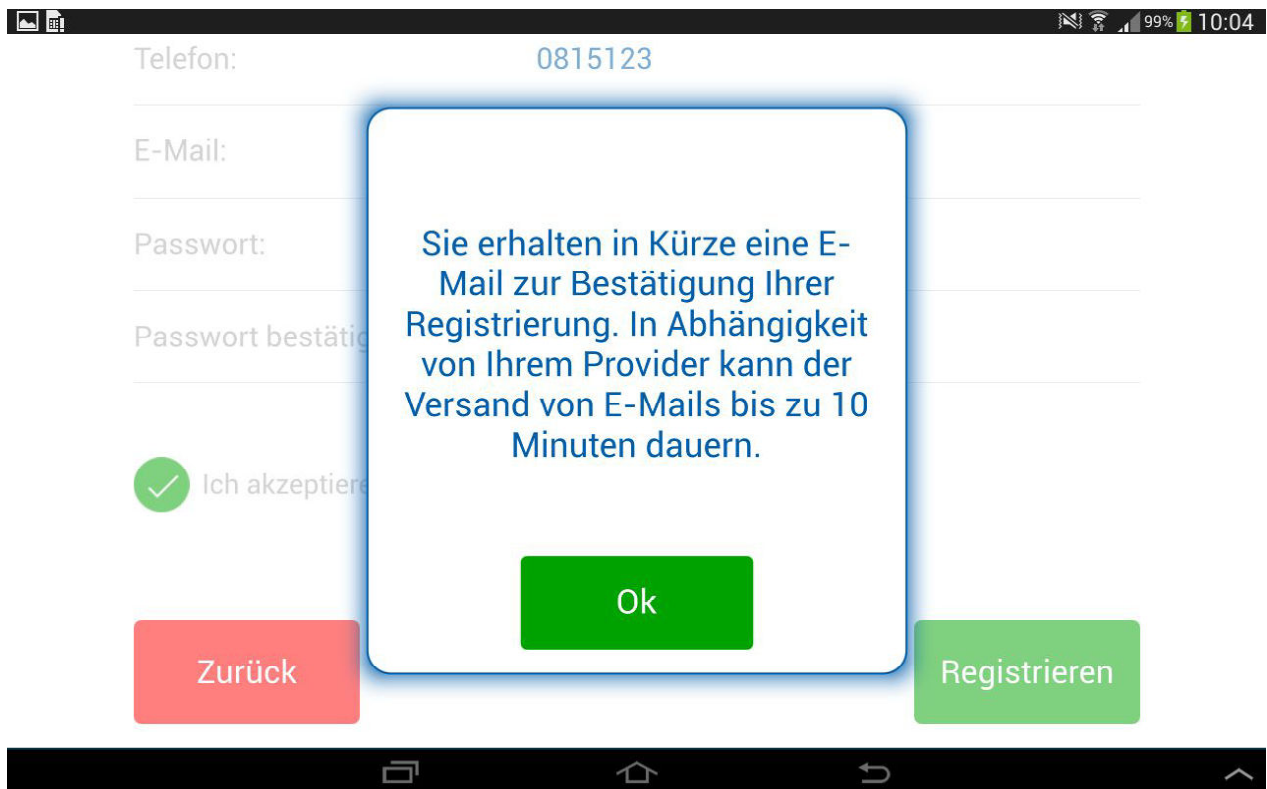 99% 10:04
Telefon: 0815123
E-Mail:
Passwort:
Passwort bestätig
Ich akzeptiere
Sie erhalten in Kürze eine E-
Mail zur Bestätigung Ihrer
Registrierung. In Abhängigkeit
von Ihrem Provider kann der
Versand von E-Mails bis zu 10
Minuten dauern.
Ok
Zurück
Registrieren